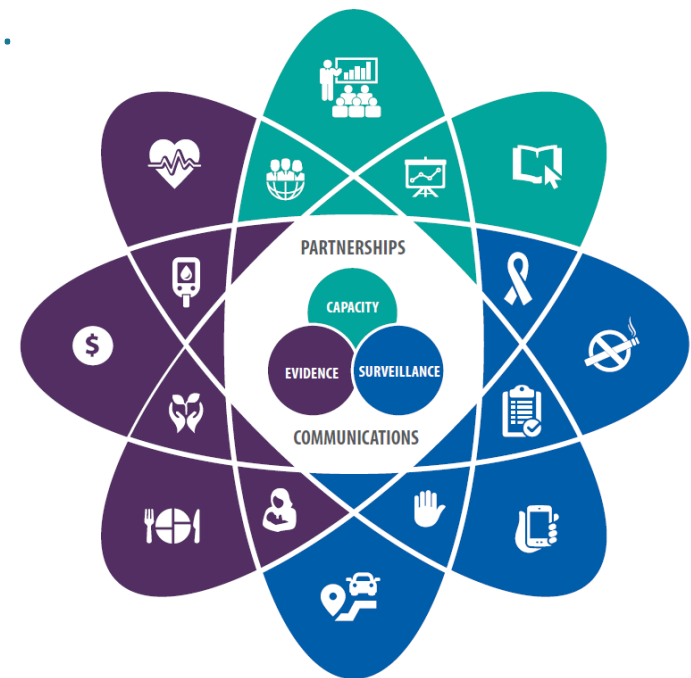 PARTNERSHIPS
CAPACITY
EVIDENCE
SURVEILLANCE
COMMUNICATIONS
$